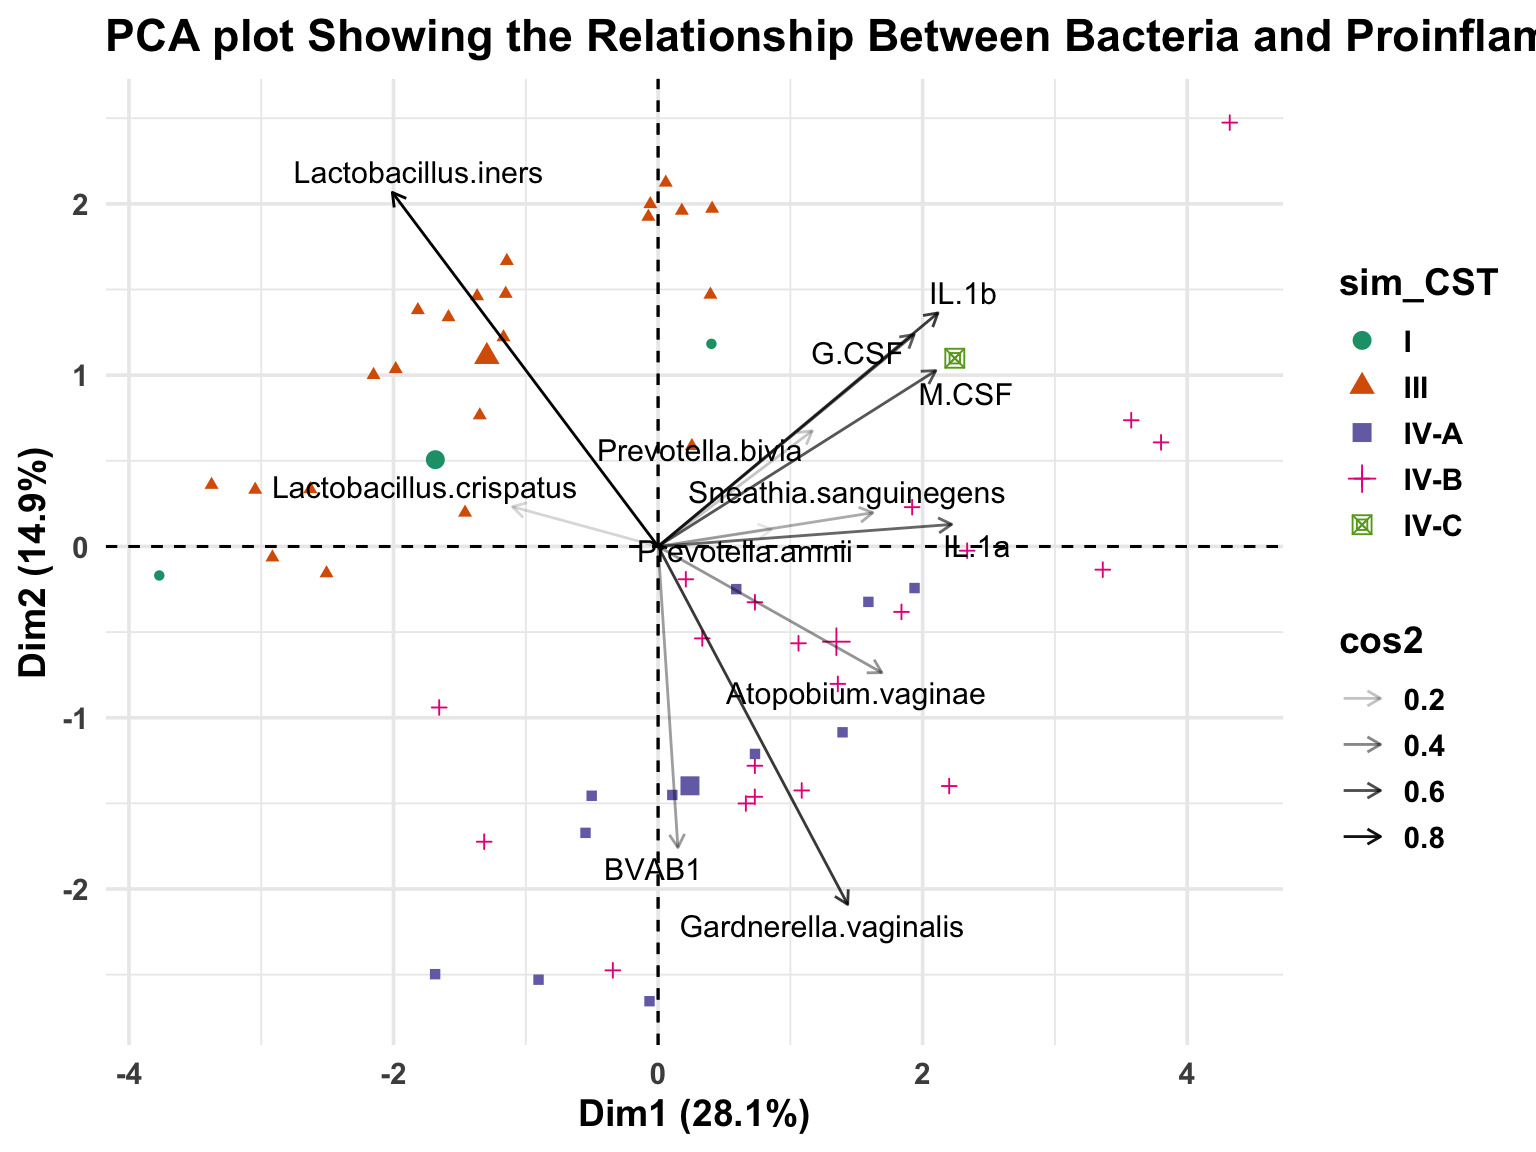 PCA plot Showing the Relationship Between Bacteria and Proinflam
Dim2 (14.9%)
2
1
0
-1
-2
Lactobacillus.iners
IL.1b
G.CSF
M.CSF
Prevotella.bivia
Lactobacillus.crispatus
Sneathia.sanguinegens
IL.1a
Prevotella.amnii
Atopobium.vaginae
BVAB1
Gardnerella.vaginalis
-4
-2
0
2
4
Dim1 (28.1%)
sim_CST
I
III
IV-A
IV-B
IV-C
cos2
0.2
0.4
0.6
0.8